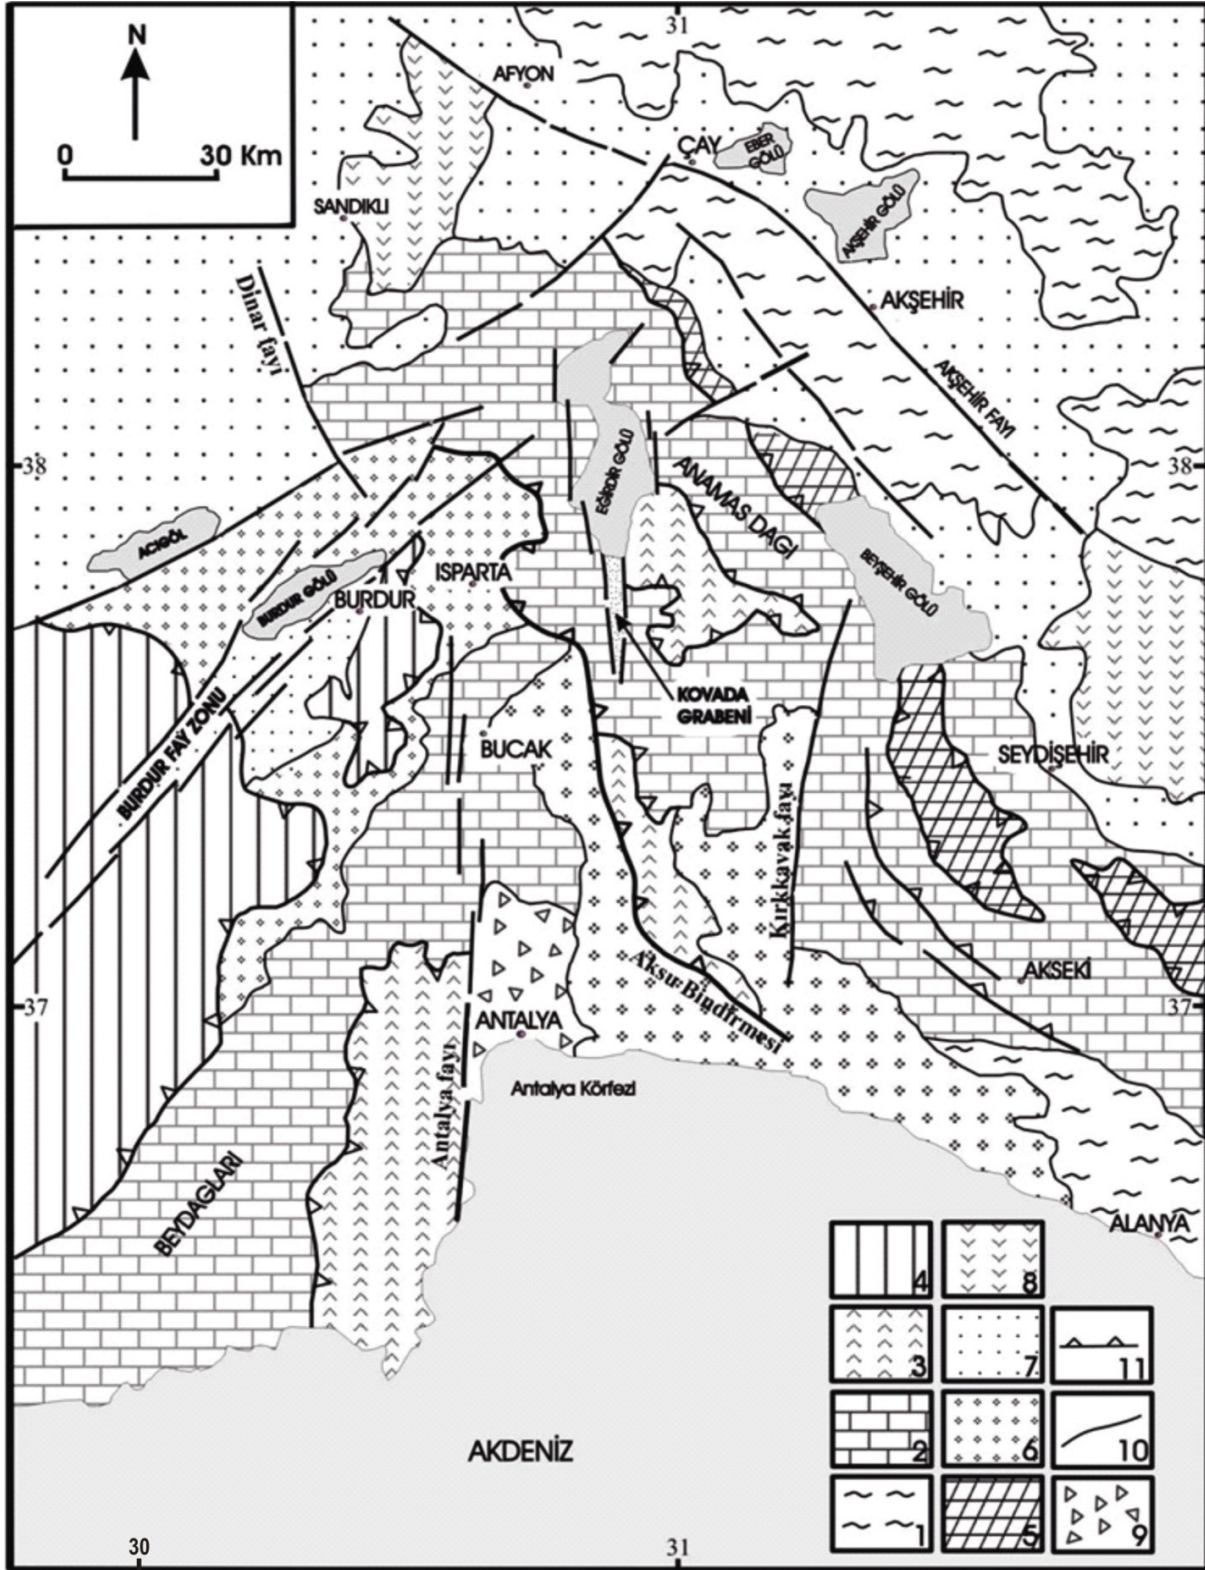 31
N
0 30 Km
AFYON
ÇAY
EBER
GÖLÜ
SANDIKLI
AKŞEHİR GÖLÜ
Dinar fayı
AKŞEHİR
AKŞEHİR FAYI
38
38
EĞİRDİR GÖLÜ
ANAMAS DAGI
ACIGÖL
ISPARTA
BURDUR GÖLÜ
BURDUR
BEYŞEHİR GÖLÜ
KOVADA
GRABENİ
BURDUR FAY ZONU
BUCAK
SEYDİŞEHİR
Kırkkavak fayı
Aksu Bindirmesi
AKSEKİ
37
37
ANTALYA
Antalya fayı
Antalya Körfezi
BEYDAGLARI
ALANYA
4
8
3
7
11
2
6
10
1
5
9
AKDENİZ
30
31